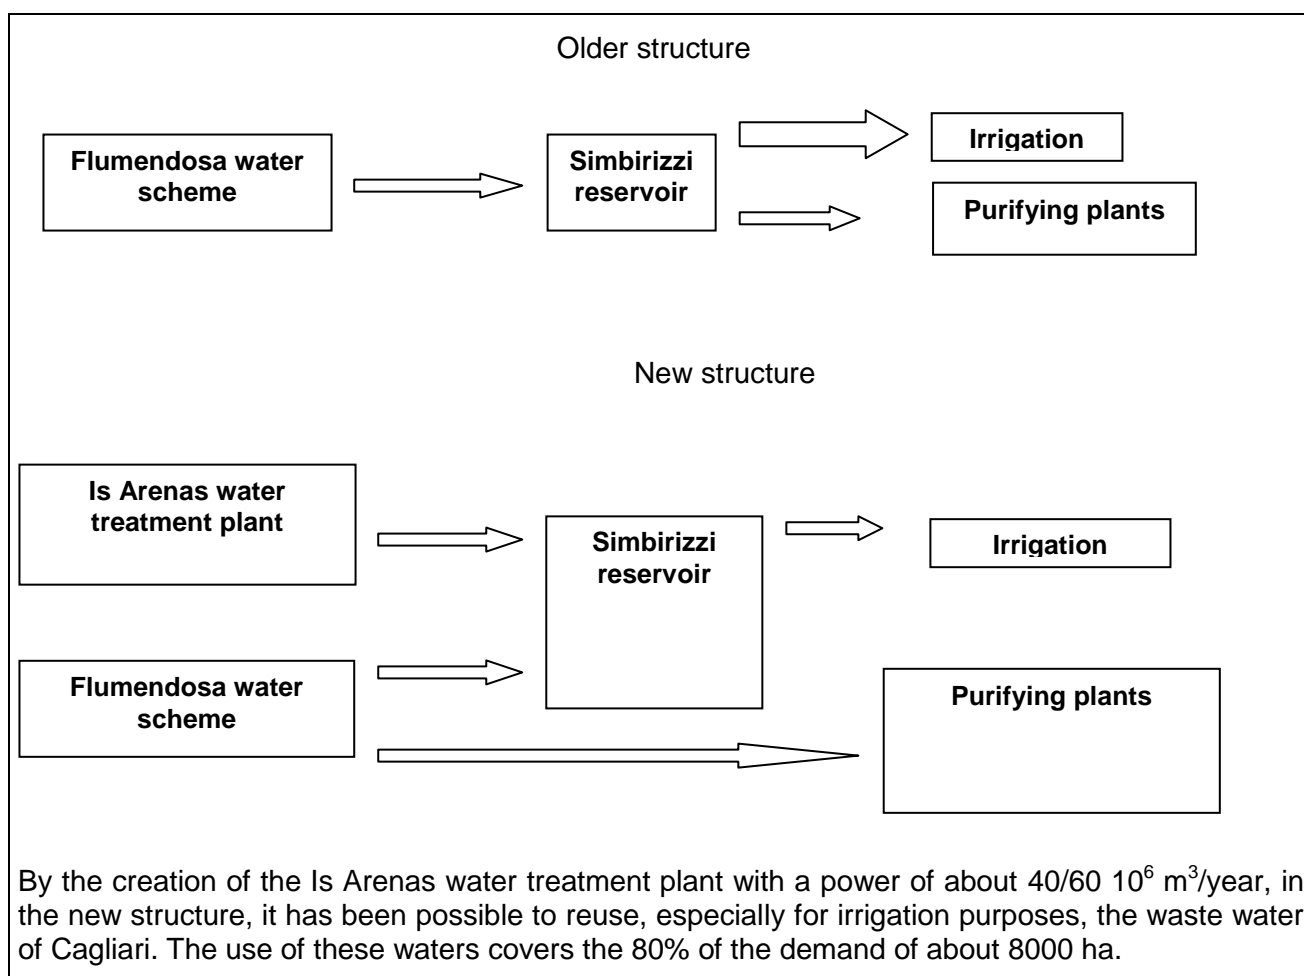 Older structure
Flumendosa water
scheme
Simbirizzi
reservoir
Irrigation
Purifying plants
New structure
Is Arenas water
treatment plant
Simbirizzi
reservoir
Irrigation
Flumendosa water
scheme
Purifying plants
By the creation of the Is Arenas water treatment plant with a power of about 40/60 10⁶ m³/year, in
the new structure, it has been possible to reuse, especially for irrigation purposes, the waste water
of Cagliari. The use of these waters covers the 80% of the demand of about 8000 ha.